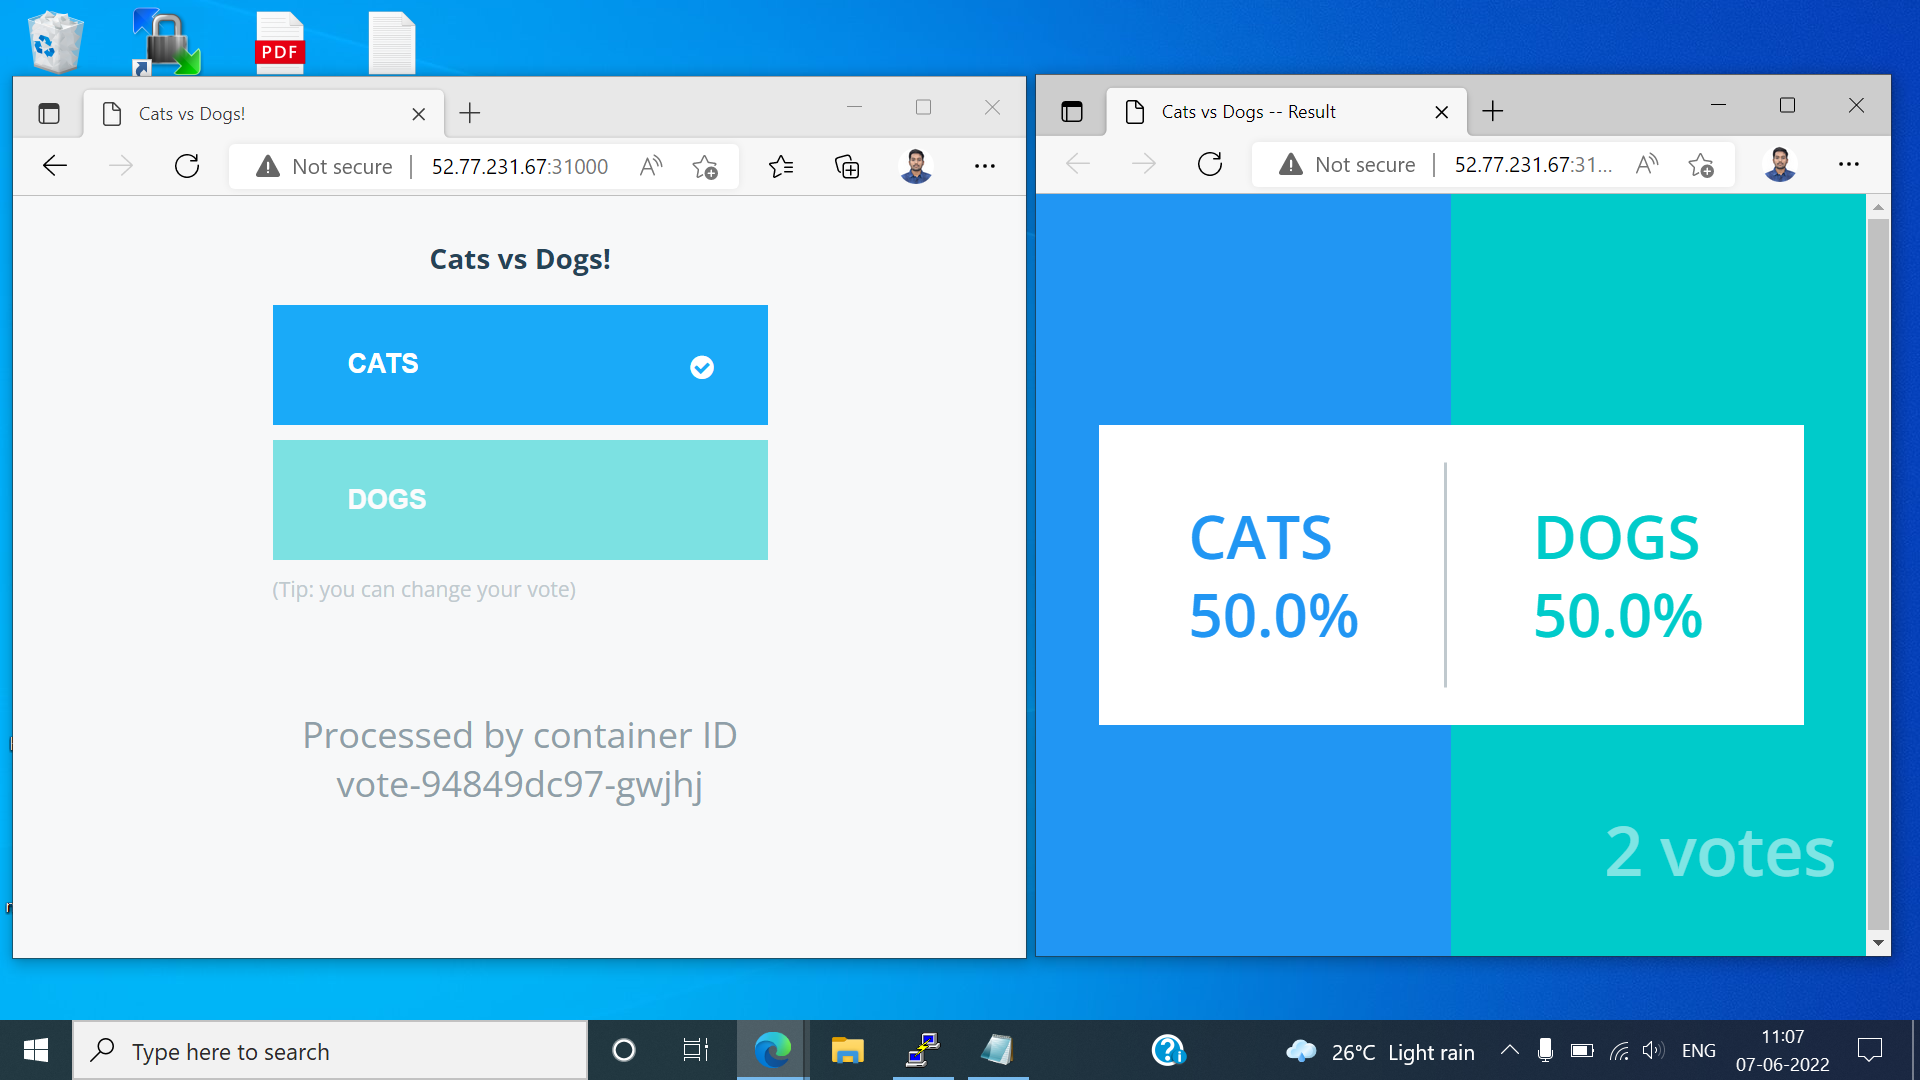 PDF
Cats vs Dogs!
Not secure | 52.77.231.67:31000
Cats vs Dogs!
CATS
DOGS
(Tip: you can change your vote)
Processed by container ID
vote-94849dc97-gwjhj
Cats vs Dogs -- Result
Not secure | 52.77.231.67:31...
CATS
50.0%
DOGS
50.0%
2 votes
Type here to search
26°C Light rain
ENG
11:07
07-06-2022